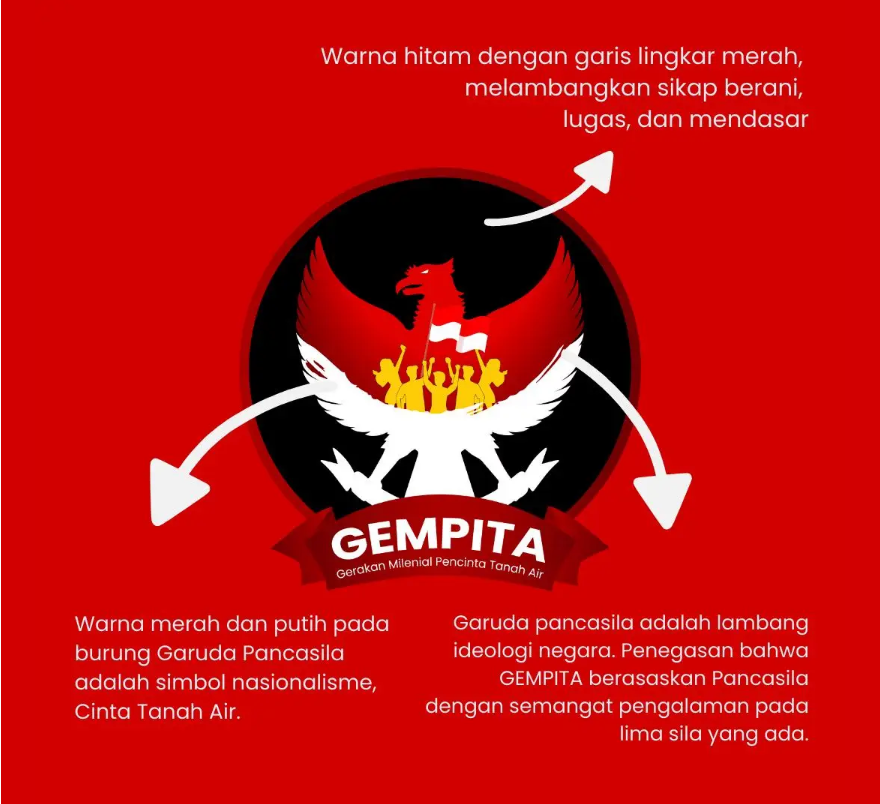 Warna hitam dengan garis lingkar merah,
melambangkan sikap berani,
lugas, dan mendasar
GEMPITA
Gerakan Milenial Pencinta Tanah Air
Warna merah dan putih pada
burung Garuda Pancasila
adalah simbol nasionalisme,
Cinta Tanah Air.
Garuda pancasila adalah lambang
ideologi negara. Penegasan bahwa
GEMPITA berasaskan Pancasila
dengan semangat pengalaman pada
lima sila yang ada.